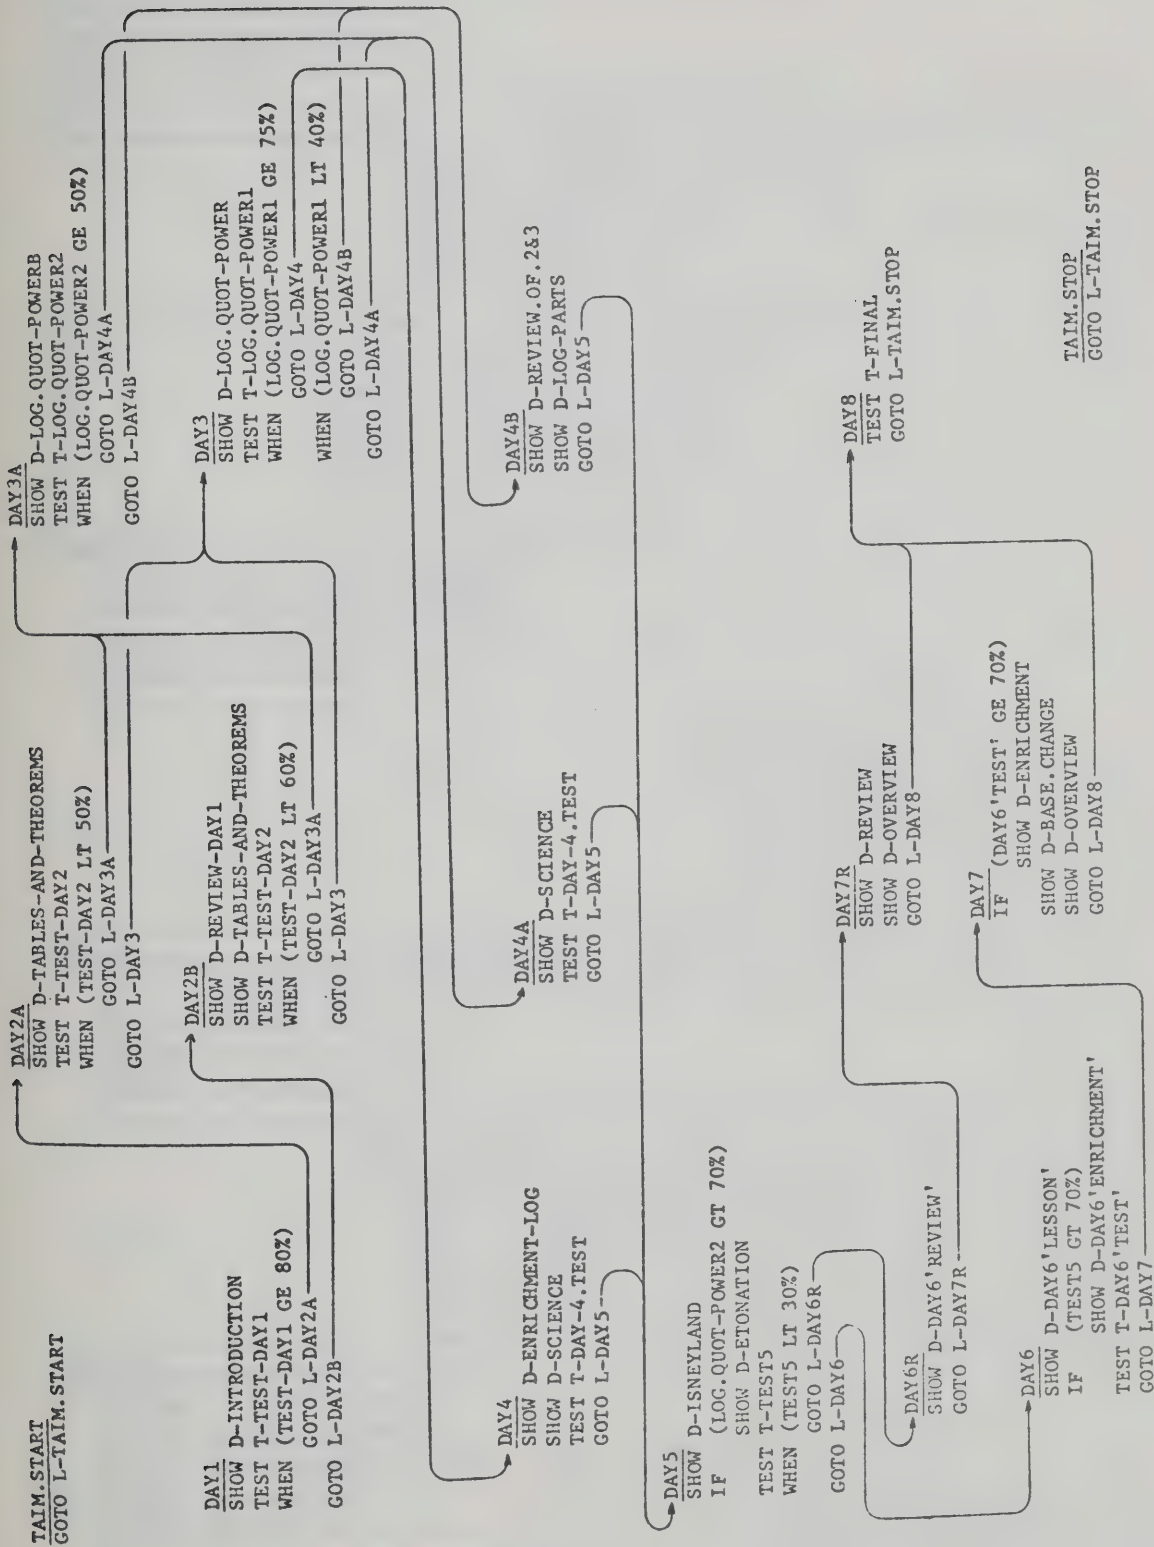 TAIM.START
GOTO L-TAIM.START
DAY1
SHOW D-INTRODUCTION
TEST T-TEST-DAY1
WHEN (TEST-DAY1 GE 80%)
GOTO L-DAY2A
GOTO L-DAY2B
DAY2A
SHOW D-TABLES-AND-THEOREMS
TEST T-TEST-DAY2
WHEN (TEST-DAY2 LT 50%)
GOTO L-DAY3A
GOTO L-DAY3
DAY2B
SHOW D-REVIEW-DAY1
SHOW D-TABLES-AND-THEOREMS
TEST T-TEST-DAY2
WHEN (TEST-DAY2 LT 60%)
GOTO L-DAY3A
GOTO L-DAY3
DAY3A
SHOW D-LOG.QUOT-POWERB
TEST T-LOG.QUOT-POWER2
WHEN (LOG.QUOT-POWER2 GE 50%)
GOTO L-DAY4A
GOTO L-DAY4B
DAY3
SHOW D-LOG.QUOT-POWER
TEST T-LOG.QUOT-POWER1
WHEN (LOG.QUOT-POWER1 GE 75%)
GOTO L-DAY4
WHEN (LOG.QUOT-POWER1 LT 40%)
GOTO L-DAY4B
GOTO L-DAY4A
DAY4
SHOW D-ENRICHMENT-LOG
SHOW D-SCIENCE
TEST T-DAY-4.TEST
GOTO L-DAY5
DAY4A
SHOW D-SCIENCE
TEST T-DAY-4.TEST
GOTO L-DAY5
DAY4B
SHOW D-REVIEW.OF.2&3
SHOW D-LOG-PARTS
GOTO L-DAY5
DAY5
SHOW D-ISNEYLAND
IF (LOG.QUOT-POWER2 GT 70%)
SHOW D-ETONATION
TEST T-TEST5
WHEN (TEST5 LT 30%)
GOTO L-DAY6R
GOTO L-DAY6
DAY6R
SHOW D-DAY6'REVIEW'
GOTO L-DAY7R
DAY6
SHOW D-DAY6'LESSON'
IF (TEST5 GT 70%)
SHOW D-DAY6'ENRICHMENT'
TEST T-DAY6'TEST'
GOTO L-DAY7
DAY7R
SHOW D-REVIEW
SHOW D-OVERVIEW
GOTO L-DAY8
DAY7
IF (DAY6'TEST' GE 70%)
SHOW D-ENRICHMENT
SHOW D-BASE.CHANGE
SHOW D-OVERVIEW
GOTO L-DAY8
DAY8
TEST T-FINAL
GOTO L-TAIM.STOP
TAIM.STOP
GOTO L-TAIM.STOP